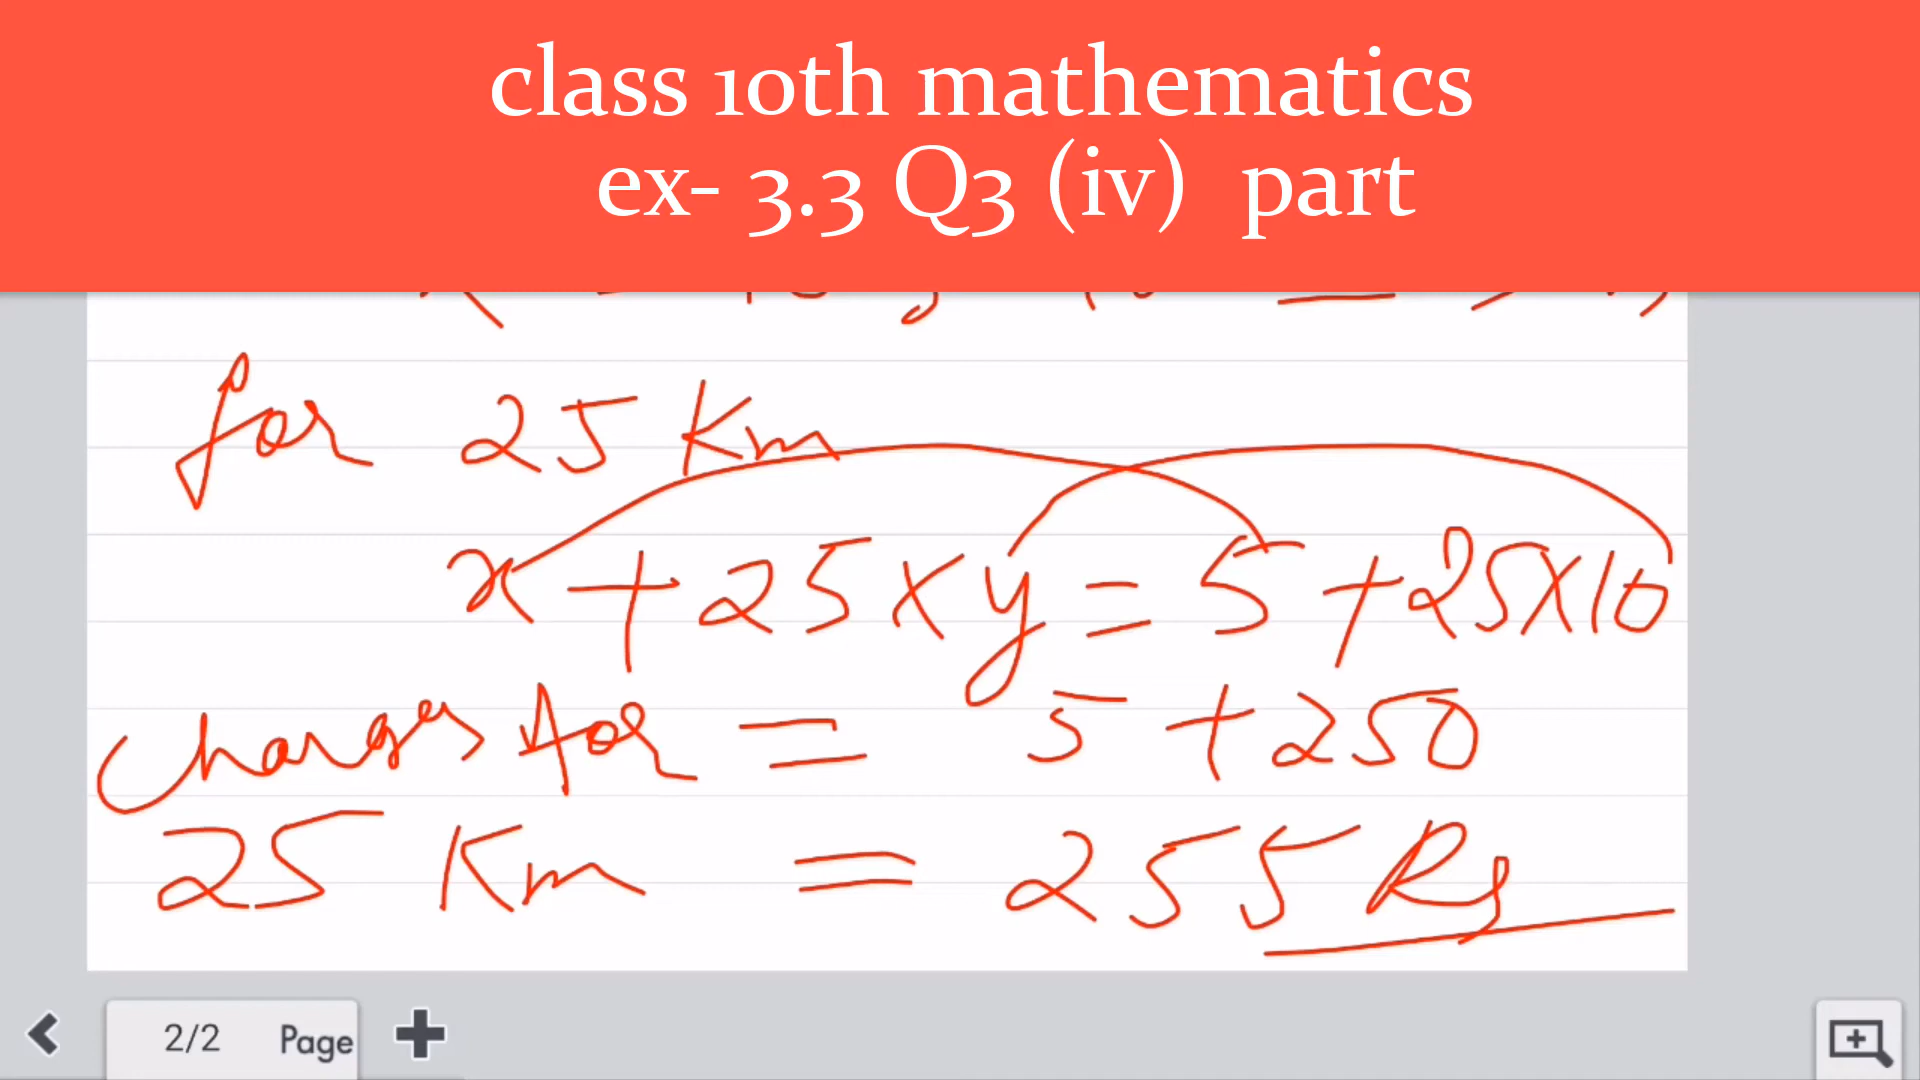 class 10th mathematics
ex- 3.3 Q3 (iv) part
for 25 Km
x + 25 x y = 5 + 25 x 10
Charges for = 5 + 250
25 Km = 255 Rs
2/2 Page